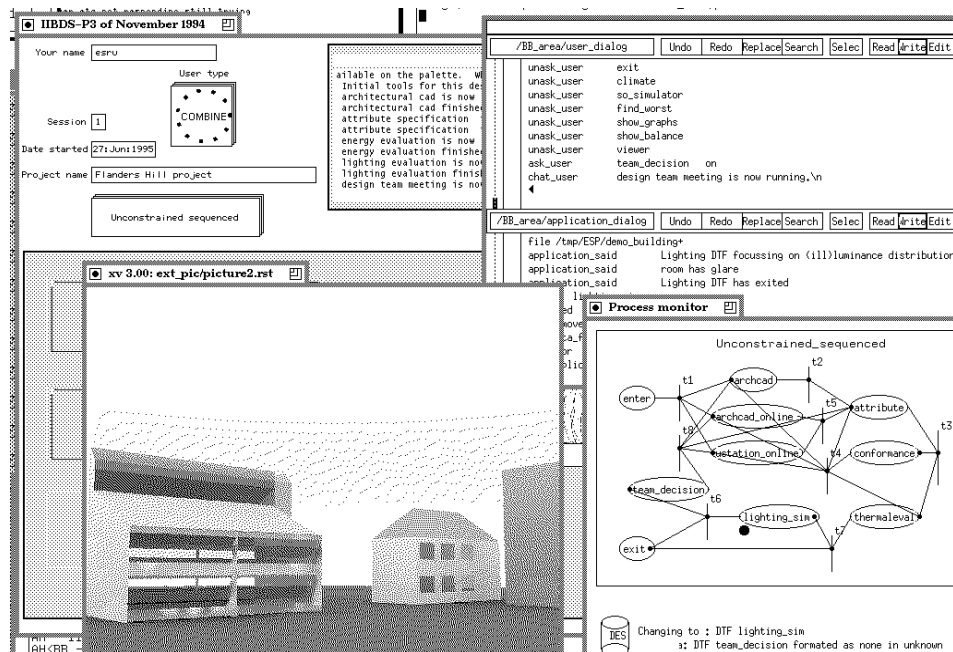 not responding still trying
IIBDS-P3 of November 1994
Your name esru
User type
COMBINE
Session 1
Date started 27:Jun:1995
Project name Flanders Hill project
Unconstrained sequenced
ailable on the palette.
Initial tools for this de
architectural cad is now
architectural cad finishe
attribute specification
attribute specification
energy evaluation is now
energy evaluation finishe
lighting evaluation is no
lighting evaluation finis
design team meeting is no
/BB_area/user_dialog Undo Redo Replace Search Selec Read Write Edit
unask_user exit
unask_user climate
unask_user so_simulator
unask_user find_worst
unask_user show_graphs
unask_user show_balance
unask_user viewer
ask_user team_decision on
chat_user design team meeting is now running.\n
/BB_area/application_dialog Undo Redo Replace Search Selec Read Write Edit
file /tmp/ESP/demo_building+
application_said Lighting DTF focussing on (ill)luminance distribution
application_said room has glare
application_said Lighting DTF has exited
xv 3.00: ext_pic/picture2.rst
Process monitor
Unconstrained_sequenced
t2
t1
archcad
enter
t5
attribute
archcad_online
t3
t8
ustation_online
t4
conformance
team_decision
t6
lighting_sim
thermaleval
t7
exit
DES
Changing to : DTF lighting_sim
a: DTF team_decision formated as none in unknown